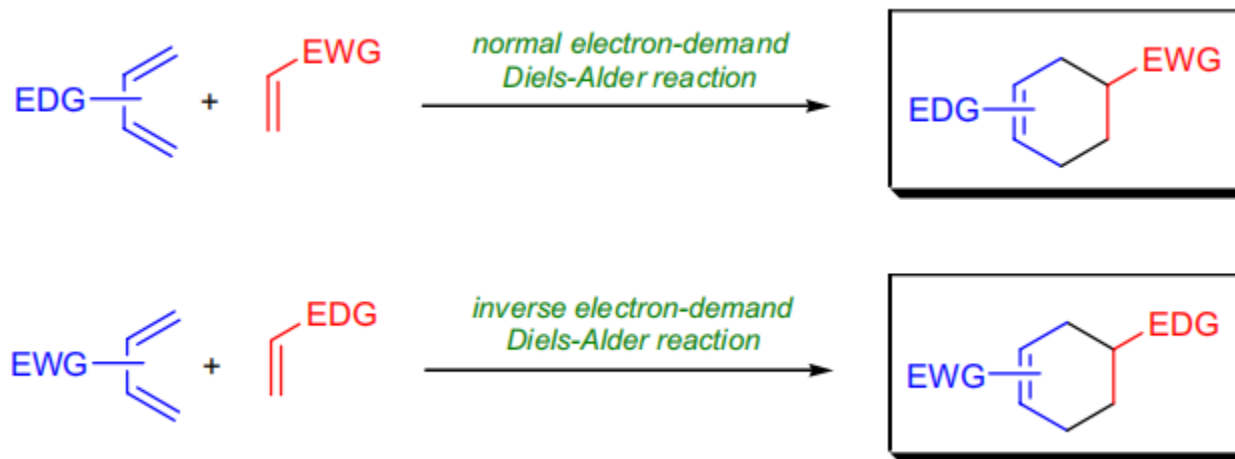 normal electron-demand
Diels-Alder reaction
EDG
+
EWG
EDG
EWG
inverse electron-demand
Diels-Alder reaction
EWG
+
EDG
EWG
EDG